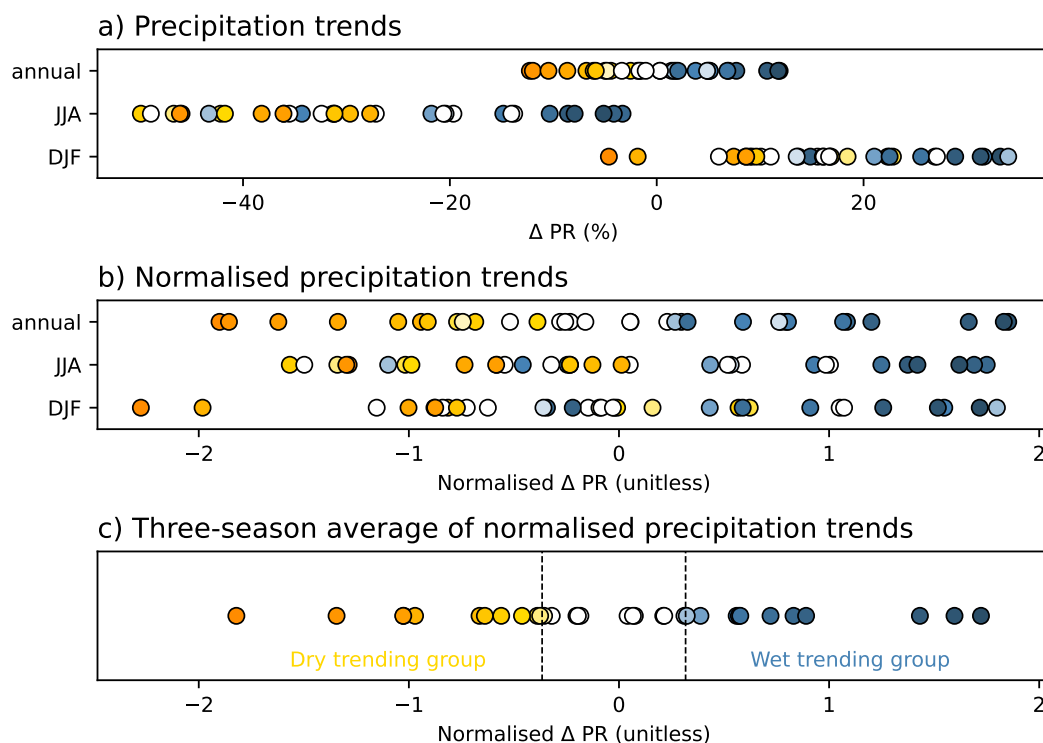 a) Precipitation trends
annual
JJA
DJF
−40 −20 0 20
Δ PR (%)
b) Normalised precipitation trends
annual
JJA
DJF
−2 −1 0 1 2
Normalised Δ PR (unitless)
c) Three-season average of normalised precipitation trends
Dry trending group Wet trending group
−2 −1 0 1 2
Normalised Δ PR (unitless)